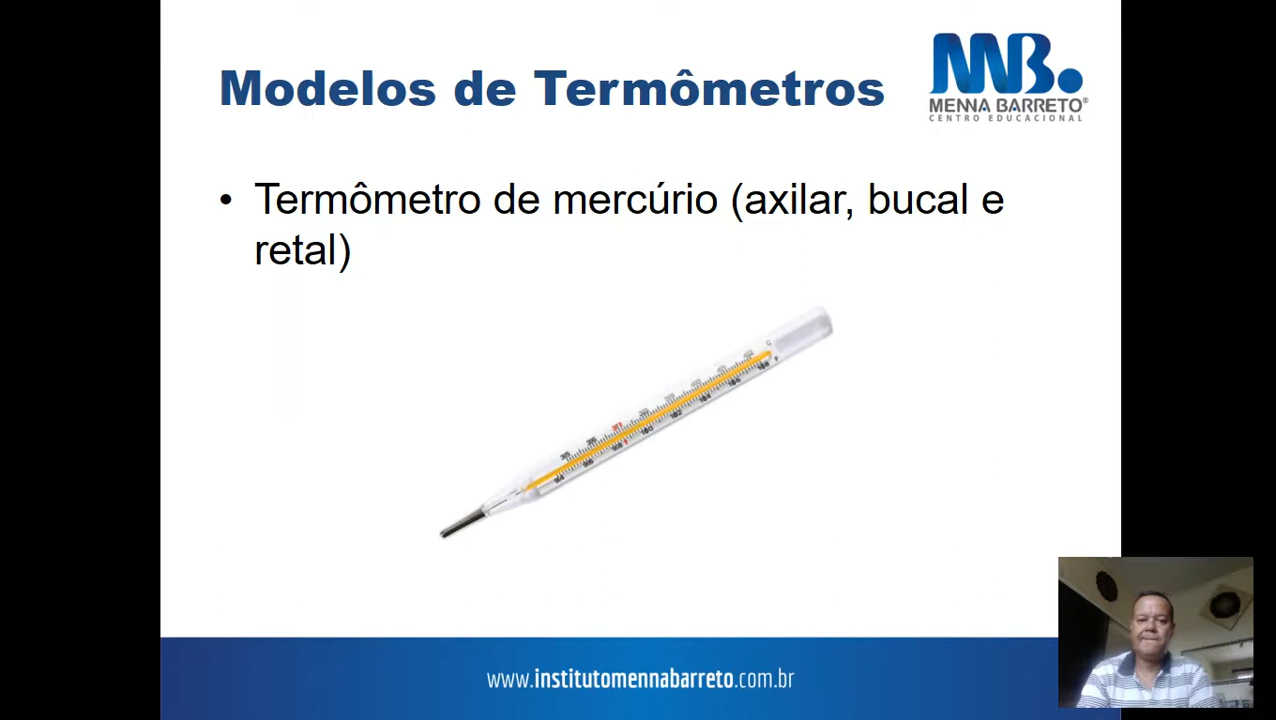 Modelos de Termômetros
MB.
MENNA BARRETO®
CENTRO EDUCACIONAL
• Termômetro de mercúrio (axilar, bucal e
retal)
www.institutomennabarreto.com.br